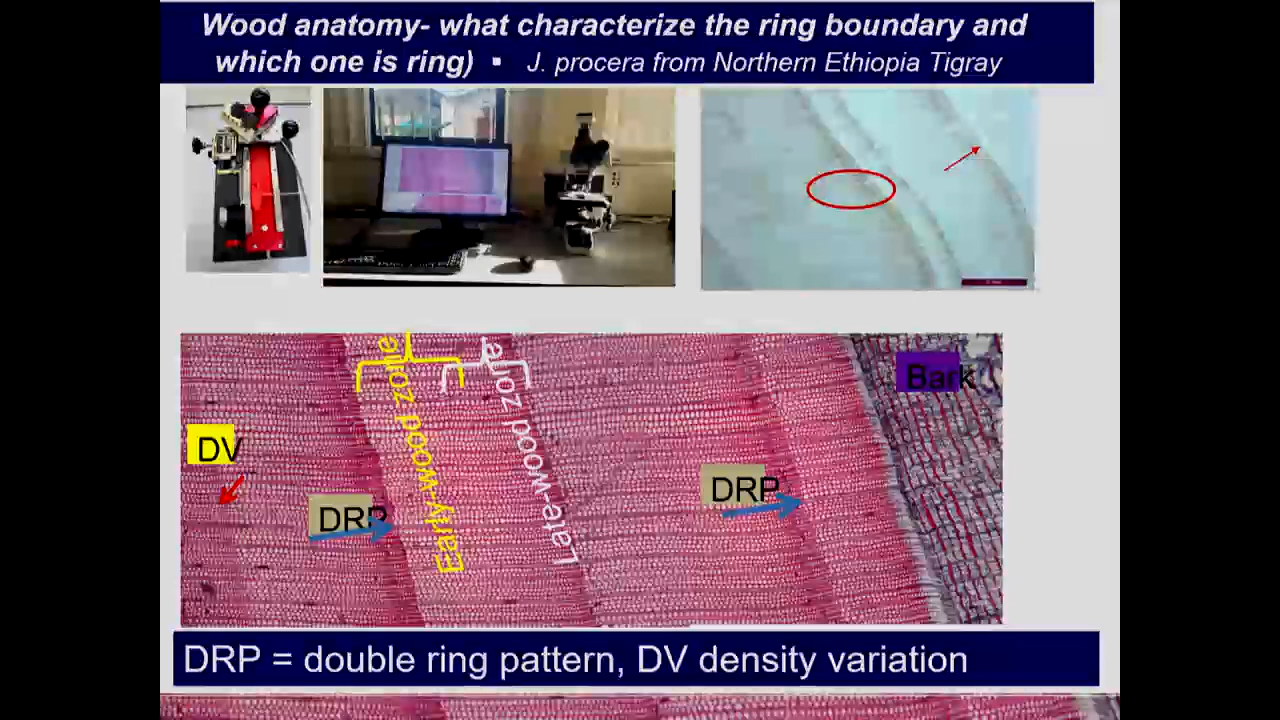 Wood anatomy- what characterize the ring boundary and
which one is ring) ▪ J. procera from Northern Ethiopia Tigray
Early-wood zone
Late-wood zone
Bark
DV
DRP
DRP
DRP = double ring pattern, DV density variation